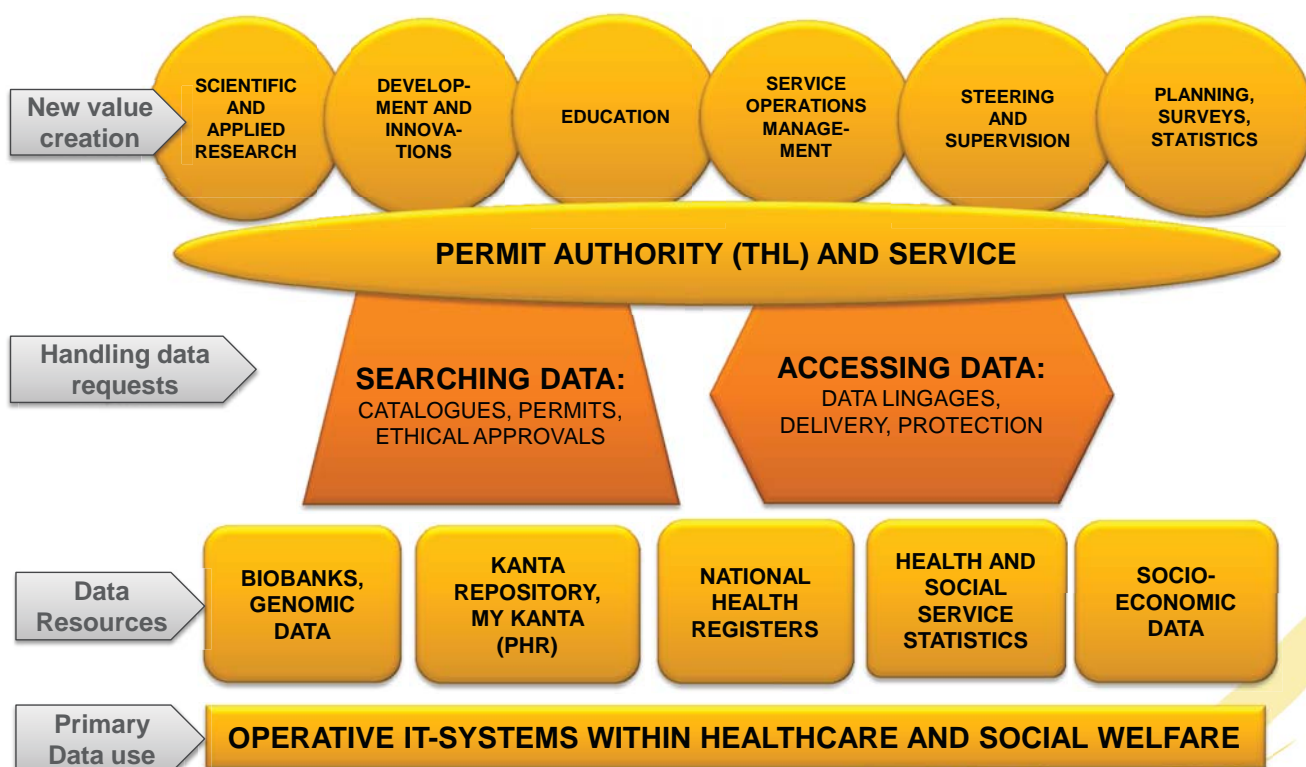 New value
creation
SCIENTIFIC
AND
APPLIED
RESEARCH
DEVELOP-
MENT AND
INNOVA-
TIONS
EDUCATION
SERVICE
OPERATIONS
MANAGE-
MENT
STEERING
AND
SUPERVISION
PLANNING,
SURVEYS,
STATISTICS
PERMIT AUTHORITY (THL) AND SERVICE
Handling data
requests
SEARCHING DATA:
CATALOGUES, PERMITS,
ETHICAL APPROVALS
ACCESSING DATA:
DATA LINGAGES,
DELIVERY, PROTECTION
Data
Resources
BIOBANKS,
GENOMIC
DATA
KANTA
REPOSITORY,
MY KANTA
(PHR)
NATIONAL
HEALTH
REGISTERS
HEALTH AND
SOCIAL
SERVICE
STATISTICS
SOCIO-
ECONOMIC
DATA
Primary
Data use
OPERATIVE IT-SYSTEMS WITHIN HEALTHCARE AND SOCIAL WELFARE